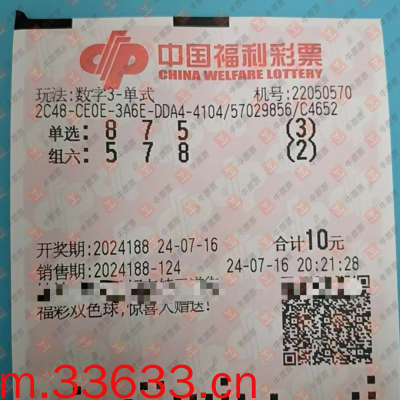 中国福利彩票
CHINA WELFARE LOTTERY
玩法:数字3-单式 机号:22050570
2C48-CE0E-3A6E-DDA4-4104/57029856/C4652
单选: 8 7 5 (3)
组六: 5 7 8 (2)
开奖期:2024188 24-07-16 合计10元
销售期:2024188-124 24-07-16 20:21:28
福彩双色球,惊喜大赠送!
m.33633.cn